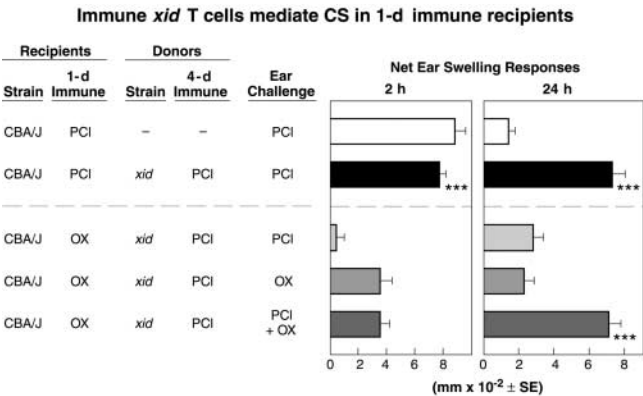 Immune xid T cells mediate CS in 1-d immune recipients
Recipients Donors
Strain 1-d Immune Strain 4-d Immune Ear Challenge
Net Ear Swelling Responses
2 h 24 h
CBA/J PCl – – PCl
CBA/J PCl xid PCl PCl
*** ***
CBA/J OX xid PCl PCl
CBA/J OX xid PCl OX
CBA/J OX xid PCl PCl + OX
***
0 2 4 6 8 0 2 4 6 8
(mm x 10-2 ± SE)